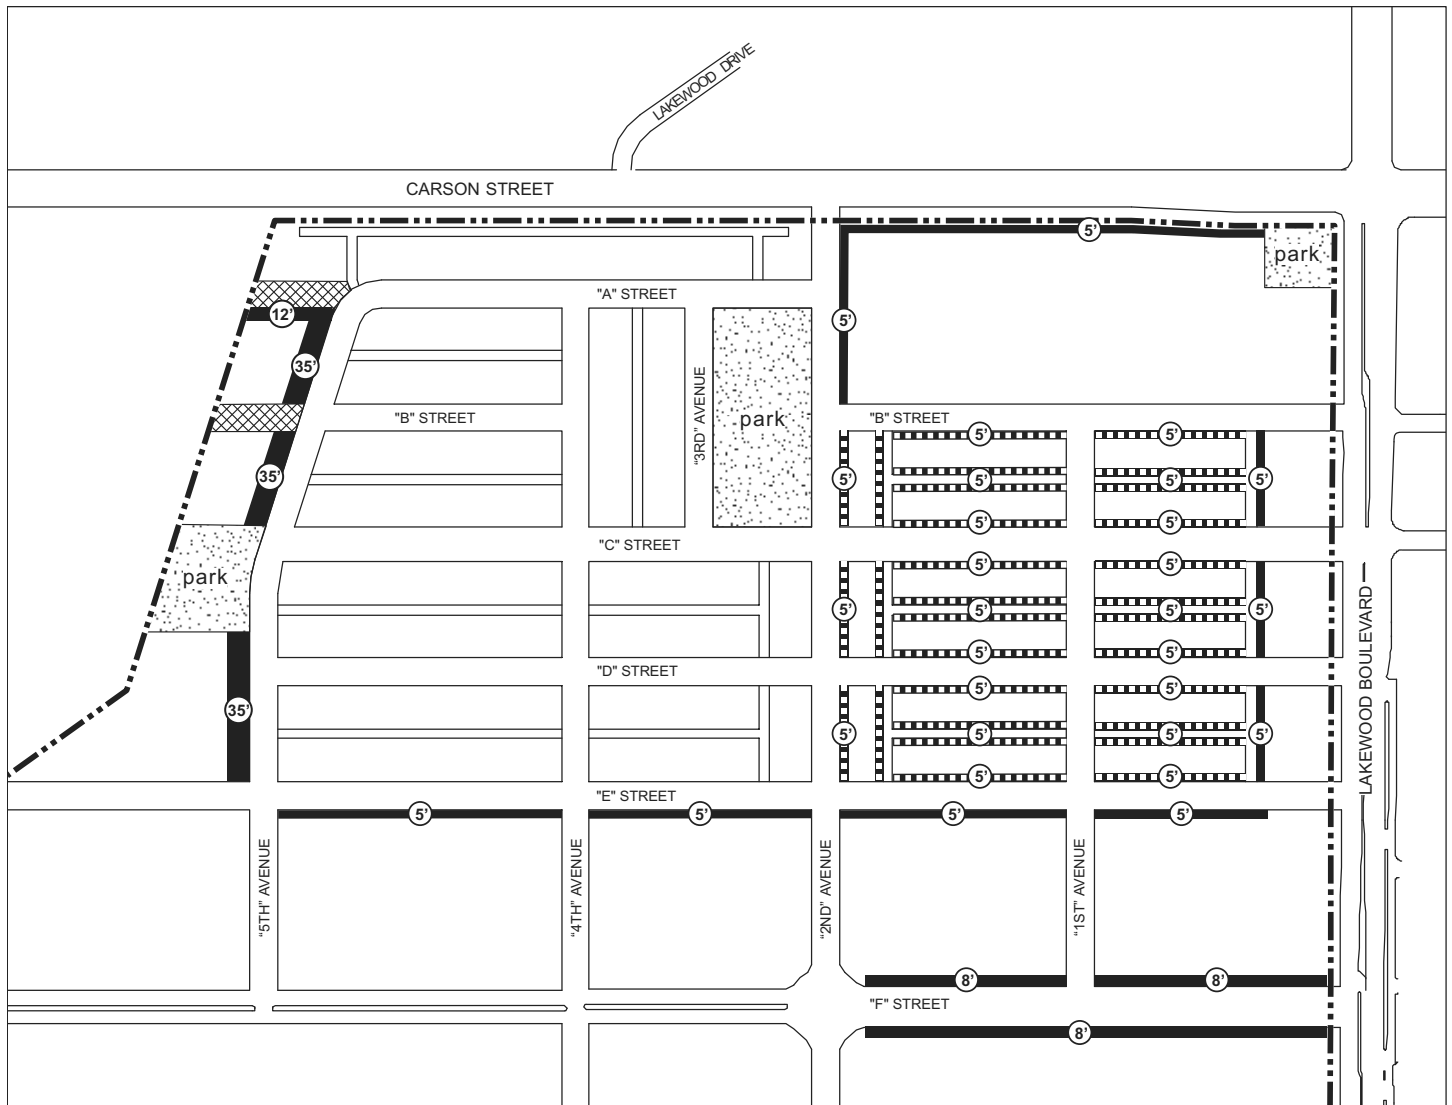 LAKEWOOD DRIVE
CARSON STREET
5'
park
"A" STREET
12'
5'
35'
"3RD" AVENUE
park
"B" STREET
"B" STREET
5'
5'
35'
5'
5'
5'
5'
5'
5'
"C" STREET
5'
5'
park
LAKEWOOD BOULEVARD
5'
5'
5'
5'
5'
5'
"D" STREET
5'
5'
35'
5'
5'
5'
5'
5'
5'
"E" STREET
5'
5'
5'
5'
"5TH" AVENUE
"4TH" AVENUE
"2ND" AVENUE
"1ST" AVENUE
8'
8'
"F" STREET
8'